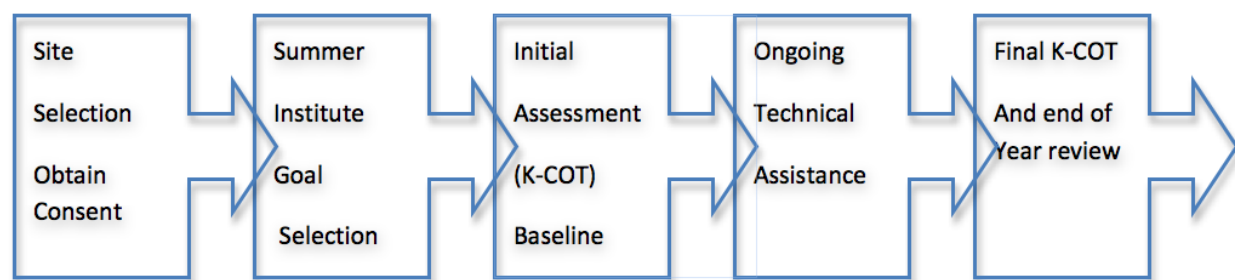 Site
Selection
Obtain
Consent
Summer
Institute
Goal
Selection
Initial
Assessment
(K-COT)
Baseline
Ongoing
Technical
Assistance
Final K-COT
And end of
Year review